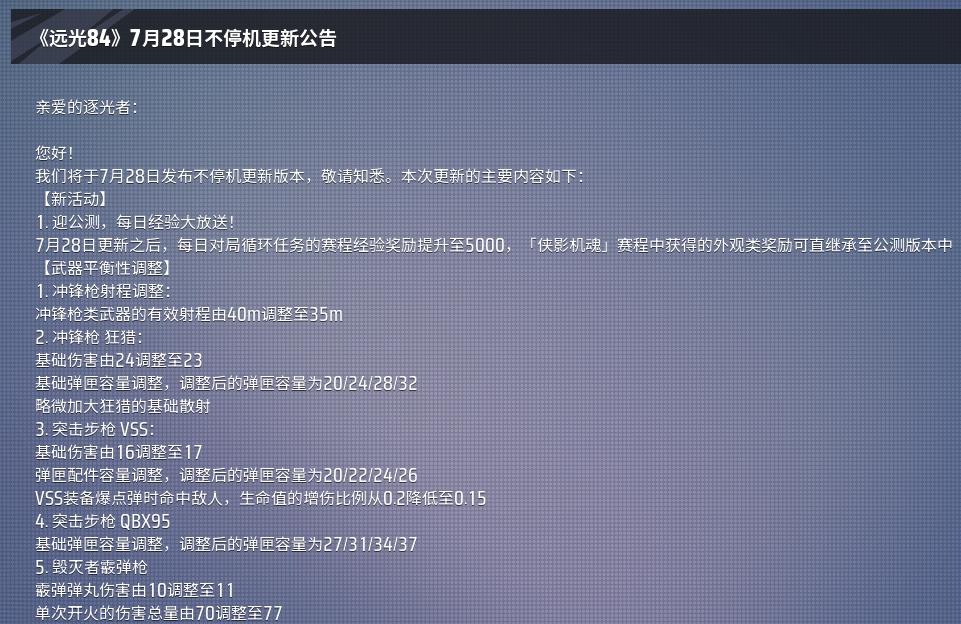 《远光84》7月28日不停机更新公告
亲爱的逐光者：
您好！
我们将于7月28日发布不停机更新版本，敬请知悉。本次更新的主要内容如下：
【新活动】
1. 迎公测，每日经验大放送！
7月28日更新之后，每日对局循环任务的赛程经验奖励提升至5000，「侠影机魂」赛程中获得的外观类奖励可直继承至公测版本中
【武器平衡性调整】
1. 冲锋枪射程调整：
冲锋枪类武器的有效射程由40m调整至35m
2. 冲锋枪 狂猎：
基础伤害由24调整至23
基础弹匣容量调整，调整后的弹匣容量为20/24/28/32
略微加大狂猎的基础散射
3. 突击步枪 VSS：
基础伤害由16调整至17
弹匣配件容量调整，调整后的弹匣容量为20/22/24/26
VSS装备爆点弹时命中敌人，生命值的增伤比例从0.2降低至0.15
4. 突击步枪 QBX95
基础弹匣容量调整，调整后的弹匣容量为27/31/34/37
5. 毁灭者霰弹枪
霰弹弹丸伤害由10调整至11
单次开火的伤害总量由70调整至77